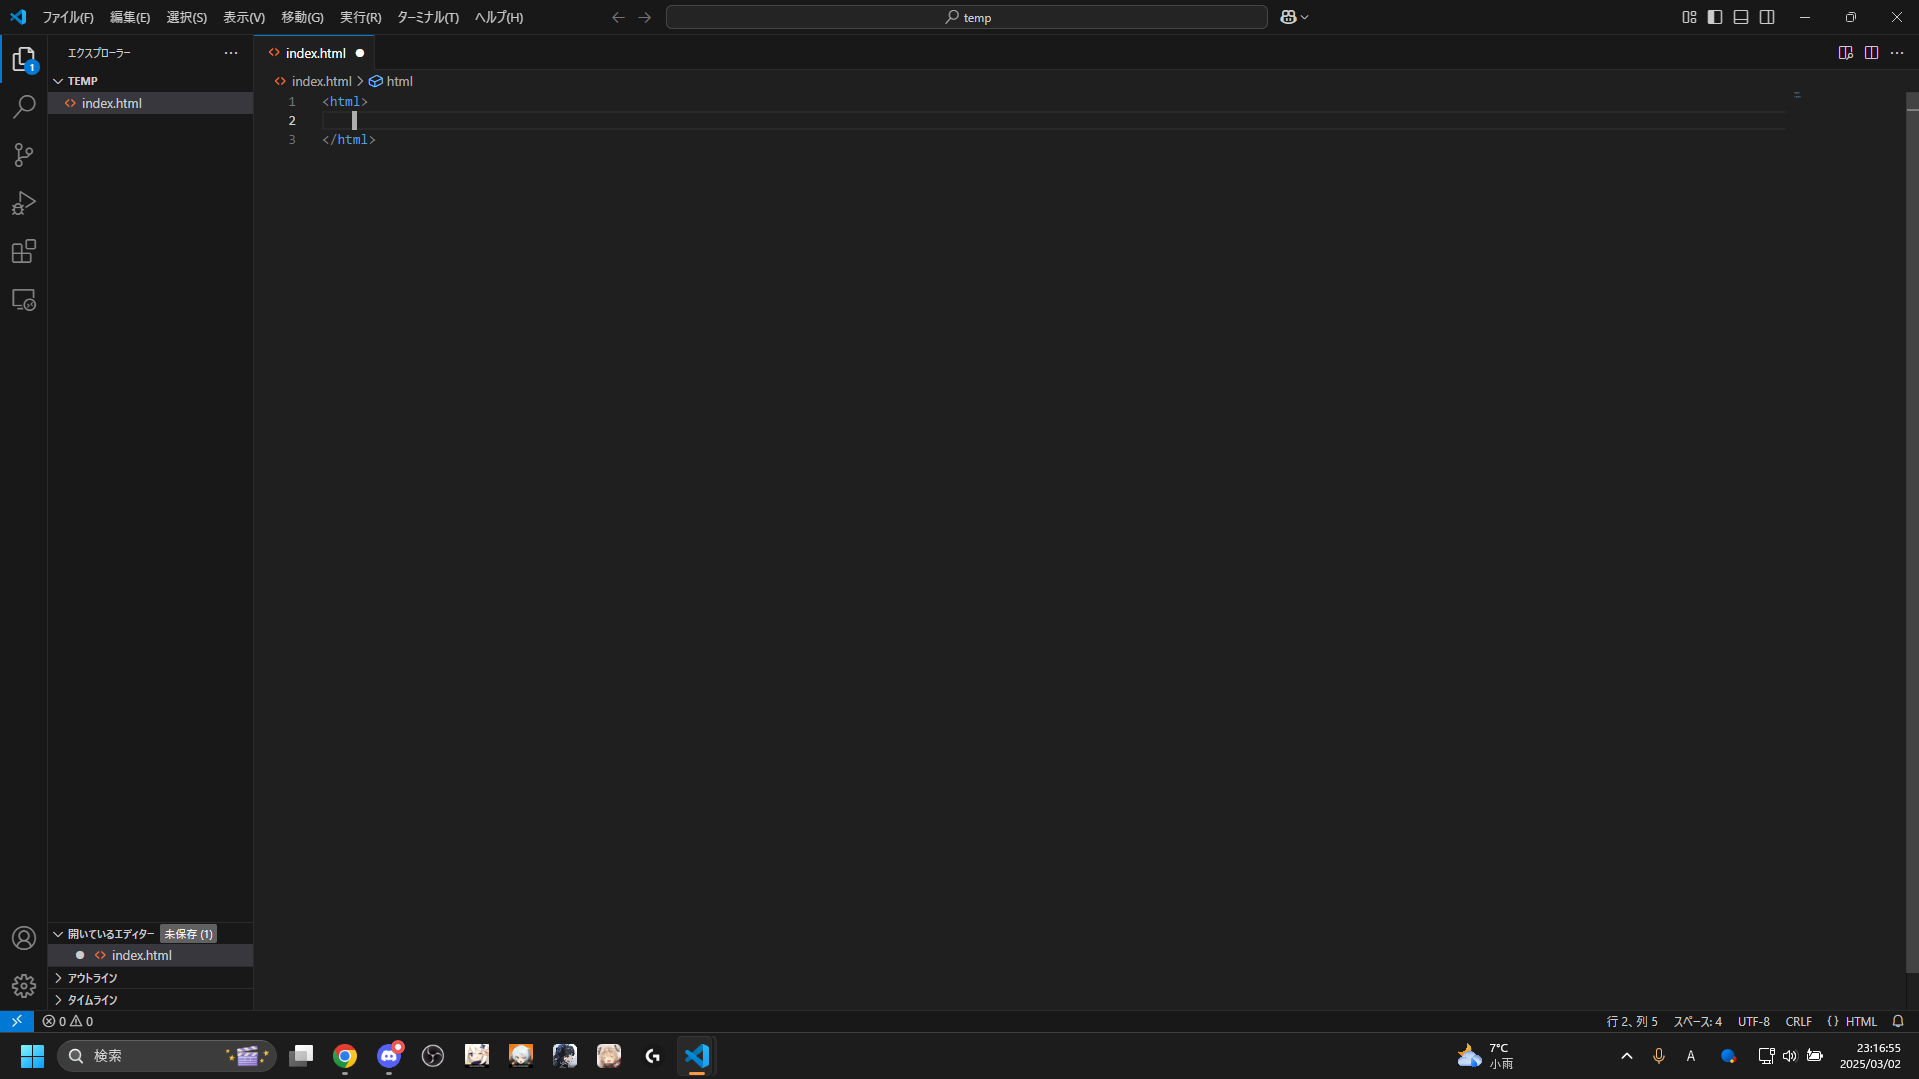 ファイル(F) 編集(E) 選択(S) 表示(V) 移動(G) 実行(R) ターミナル(T) ヘルプ(H) temp
エクスプローラー
index.html
TEMP
index.html
index.html > html
1 <html>
2
3 </html>
開いているエディター 未保存 (1)
index.html
アウトライン
タイムライン
0 0 行 2、列 5 スペース: 4 UTF-8 CRLF {} HTML
検索
7°C
小雨
A
23:16:55
2025/03/02
1